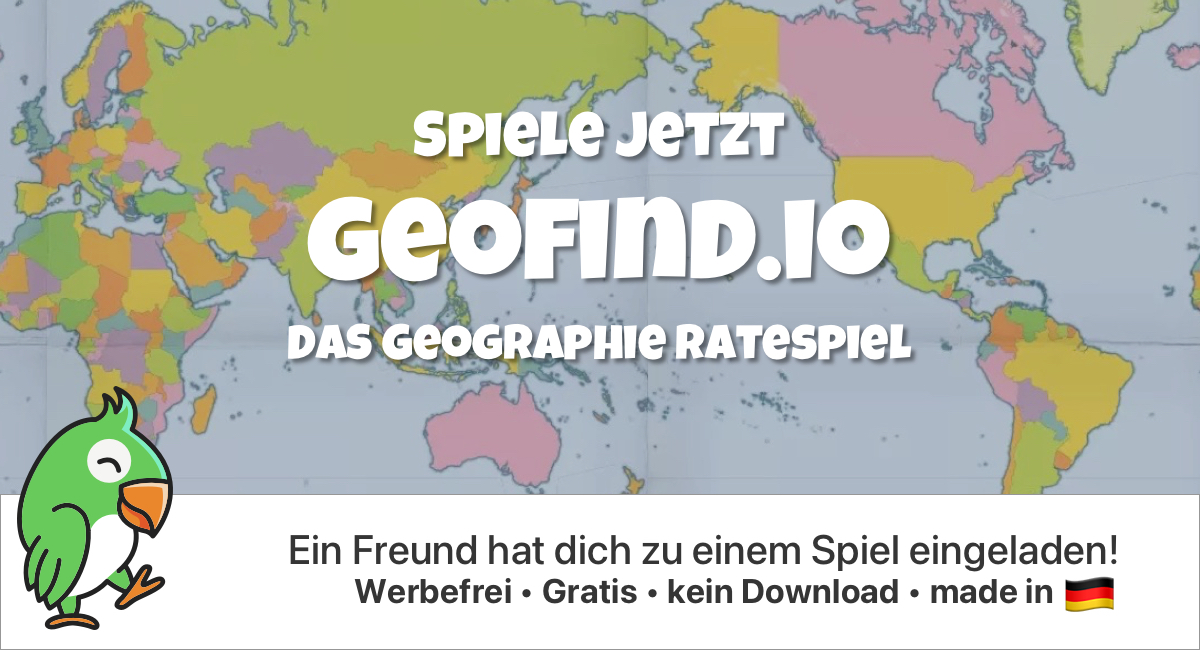 Spiele jetzt
GeoFind.io
Das Geographie Ratespiel
Ein Freund hat dich zu einem Spiel eingeladen!
Werbefrei • Gratis • kein Download • made in 🇩🇪